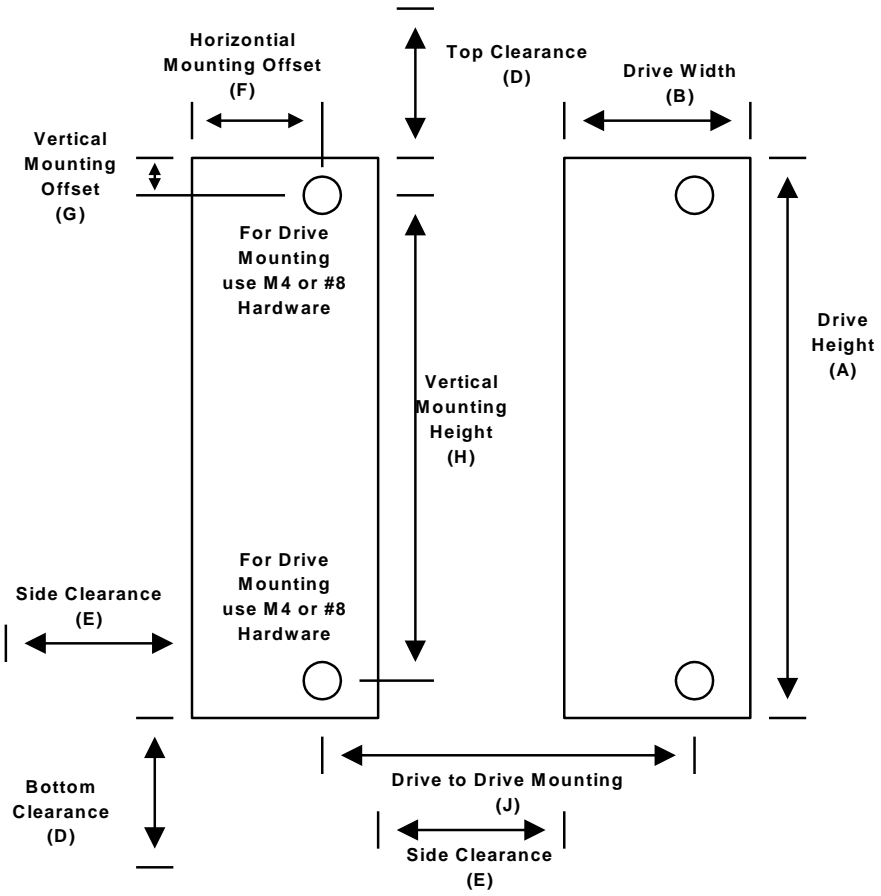 Horizontial
Mounting Offset
(F)
Top Clearance
(D)
Drive Width
(B)
Vertical
Mounting
Offset
(G)
For Drive
Mounting
use M4 or #8
Hardware
Drive
Height
(A)
Vertical
Mounting
Height
(H)
For Drive
Mounting
use M4 or #8
Hardware
Side Clearance
(E)
Drive to Drive Mounting
(J)
Bottom
Clearance
(D)
Side Clearance
(E)